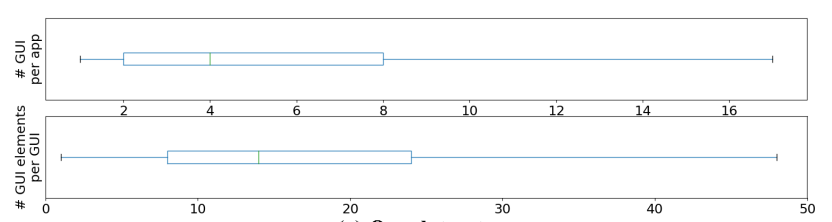 # GUI
per app
2 4 6 8 10 12 14 16
# GUI elements
per GUI
0 10 20 30 40 50